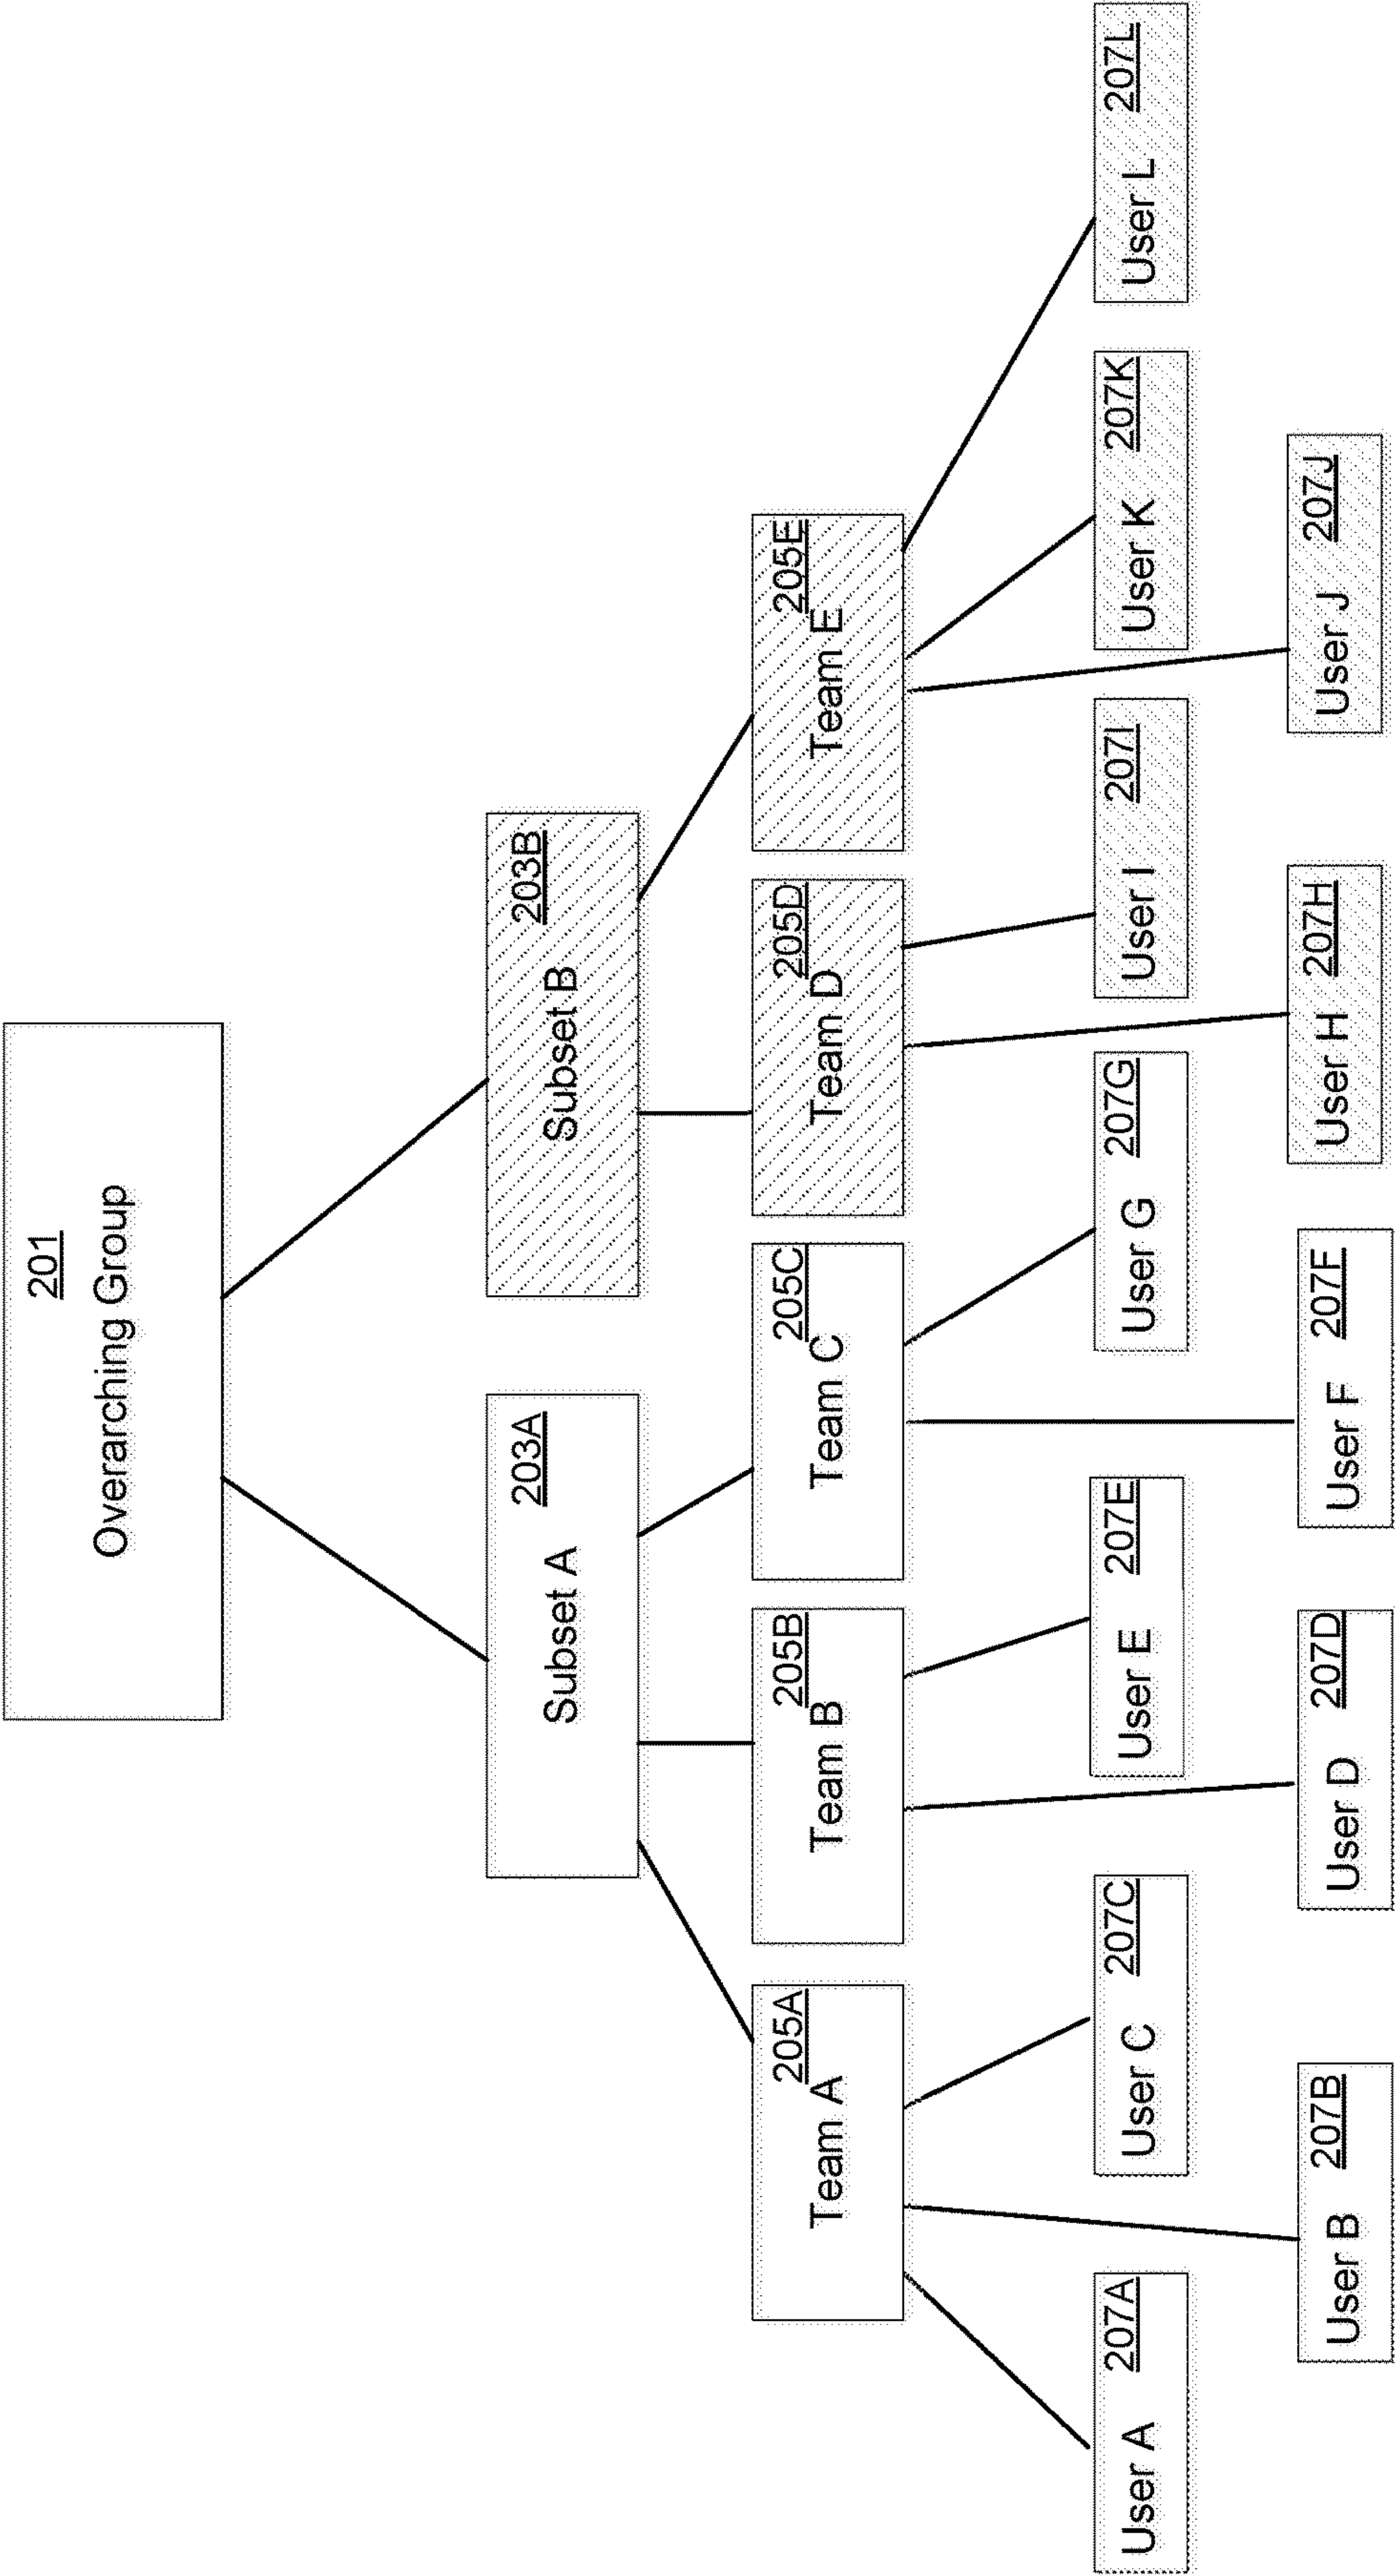 201
Overarching Group
203A
Subset A
203B
Subset B
205A
Team A
205B
Team B
205C
Team C
205D
Team D
205E
Team E
User A 207A
User C 207C
User E 207E
User G 207G
User I 207I
User K 207K
User L 207L
User B 207B
User D 207D
User F 207F
User H 207H
User J 207J